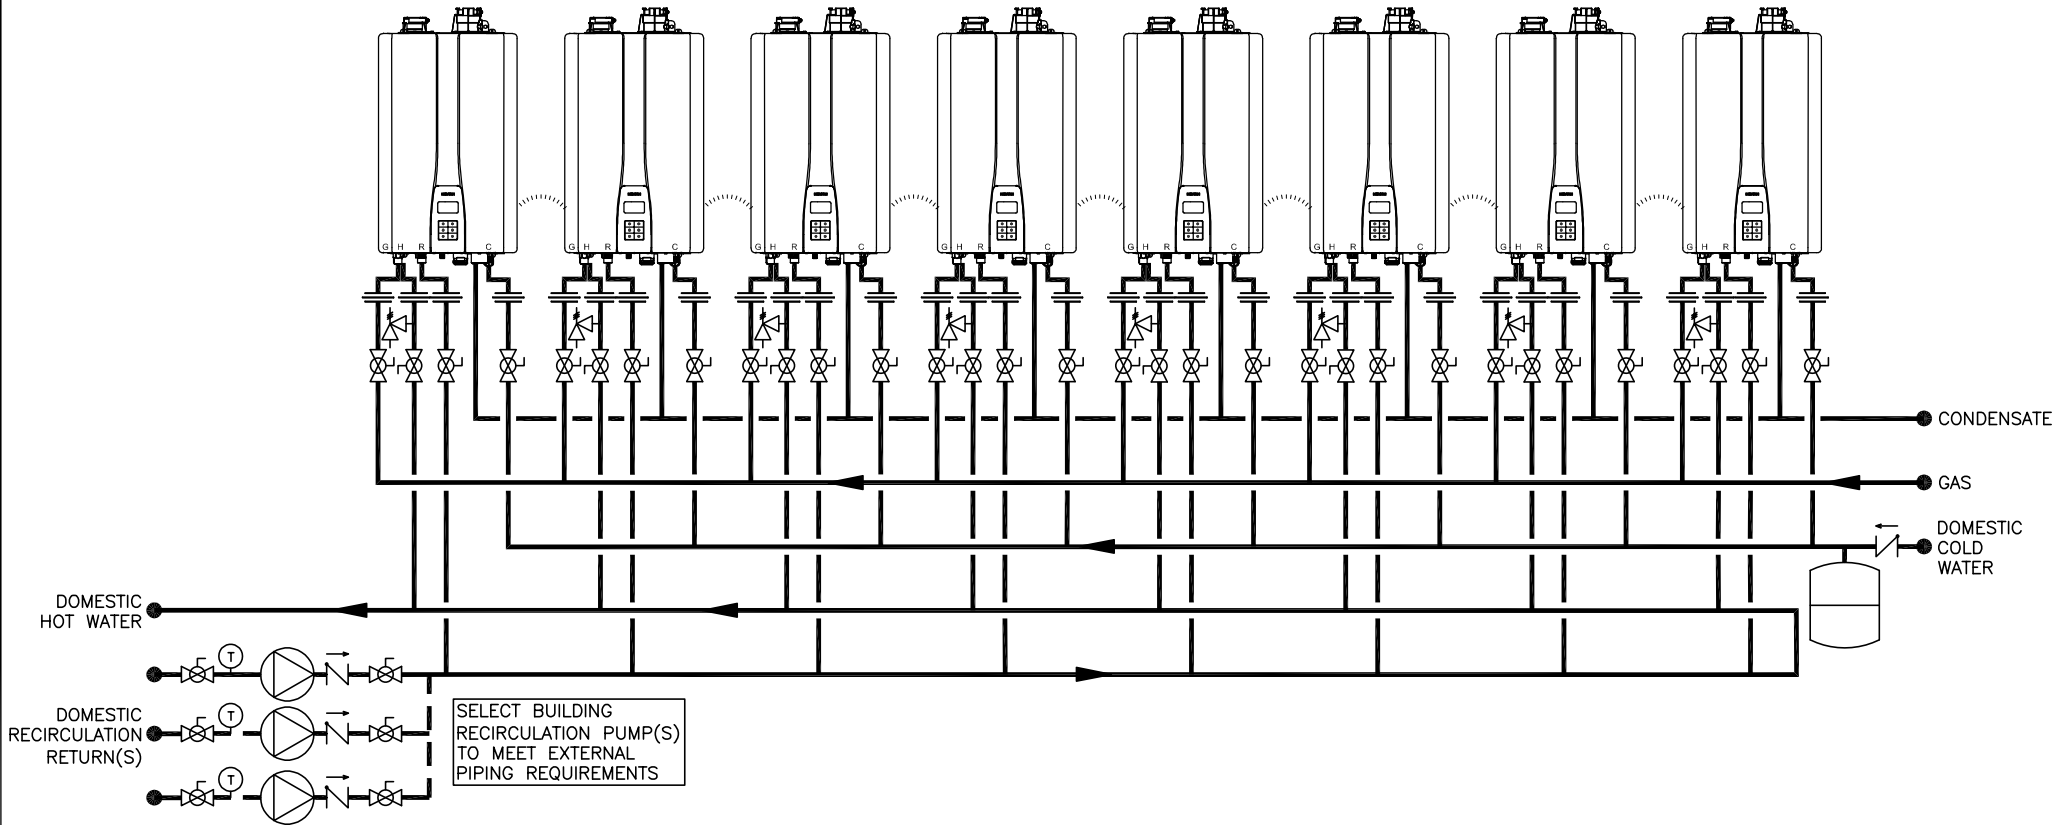 G H R C
G H R C
G H R C
G H R C
G H R C
G H R C
G H R C
G H R C
CONDENSATE
GAS
DOMESTIC
COLD
WATER
DOMESTIC
HOT WATER
T
T
T
DOMESTIC
RECIRCULATION
RETURN(S)
SELECT BUILDING
RECIRCULATION PUMP(S)
TO MEET EXTERNAL
PIPING REQUIREMENTS